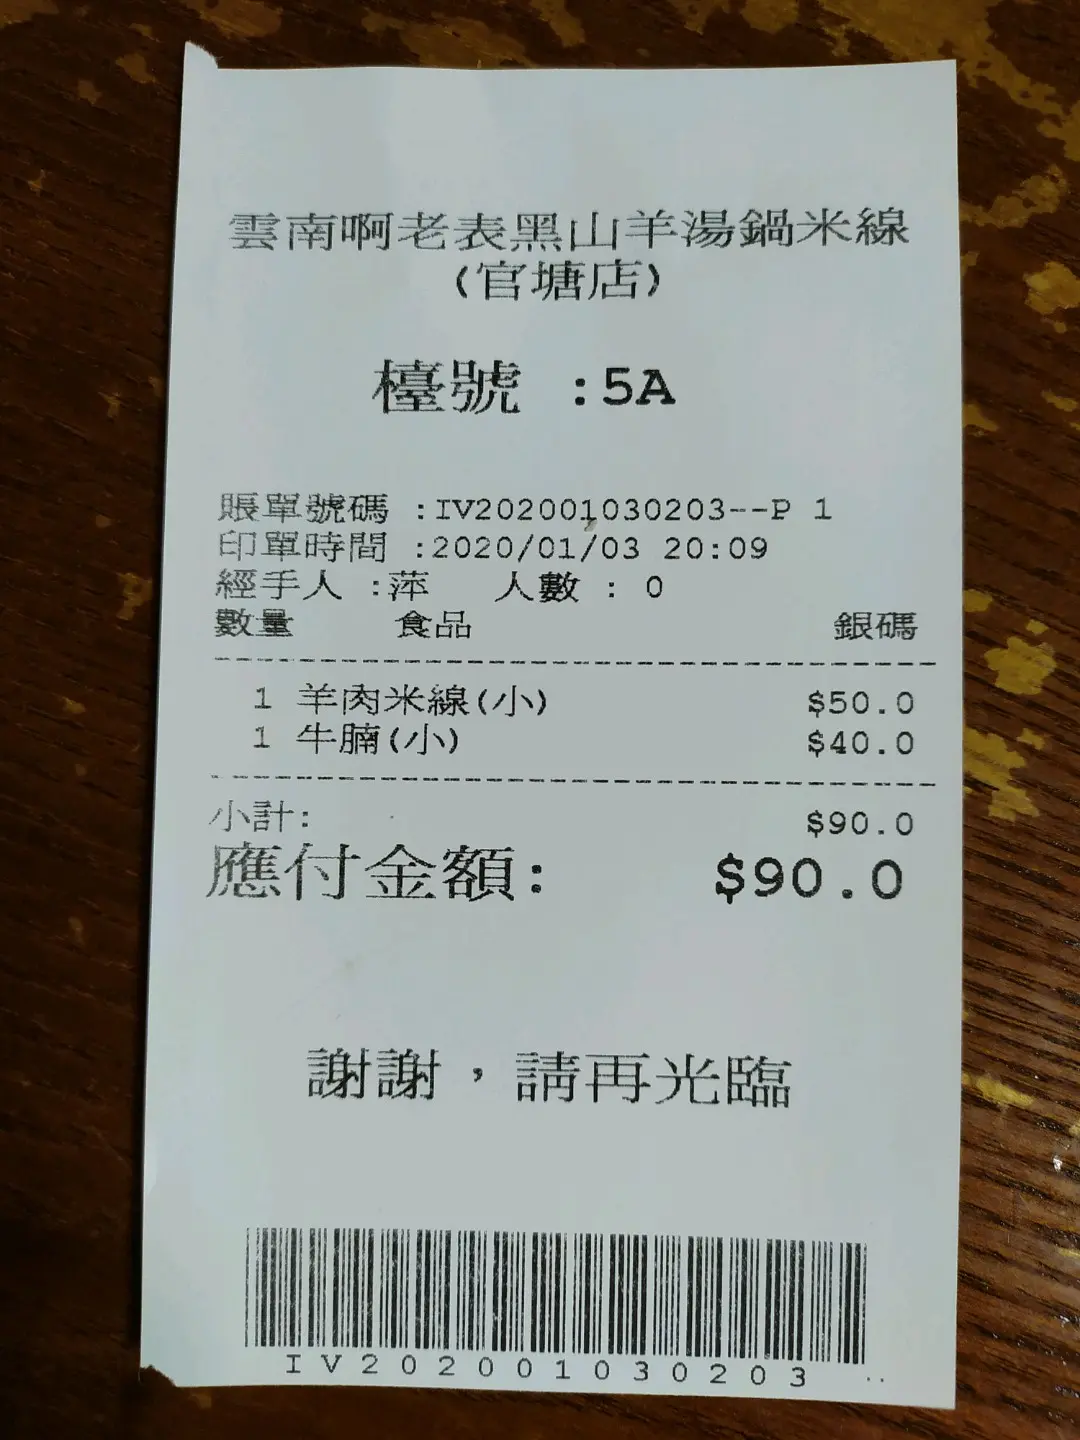 雲南啊老表黑山羊湯鍋米線
(官塘店)
檯號 :5A
賬單號碼 :IV202001030203--P 1
印單時間 :2020/01/03 20:09
經手人 :萍 人數 : 0
數量 食品 銀碼
1 羊肉米線(小) $50.0
1 牛腩(小) $40.0
小計: $90.0
應付金額: $90.0
謝謝，請再光臨
IV202001030203